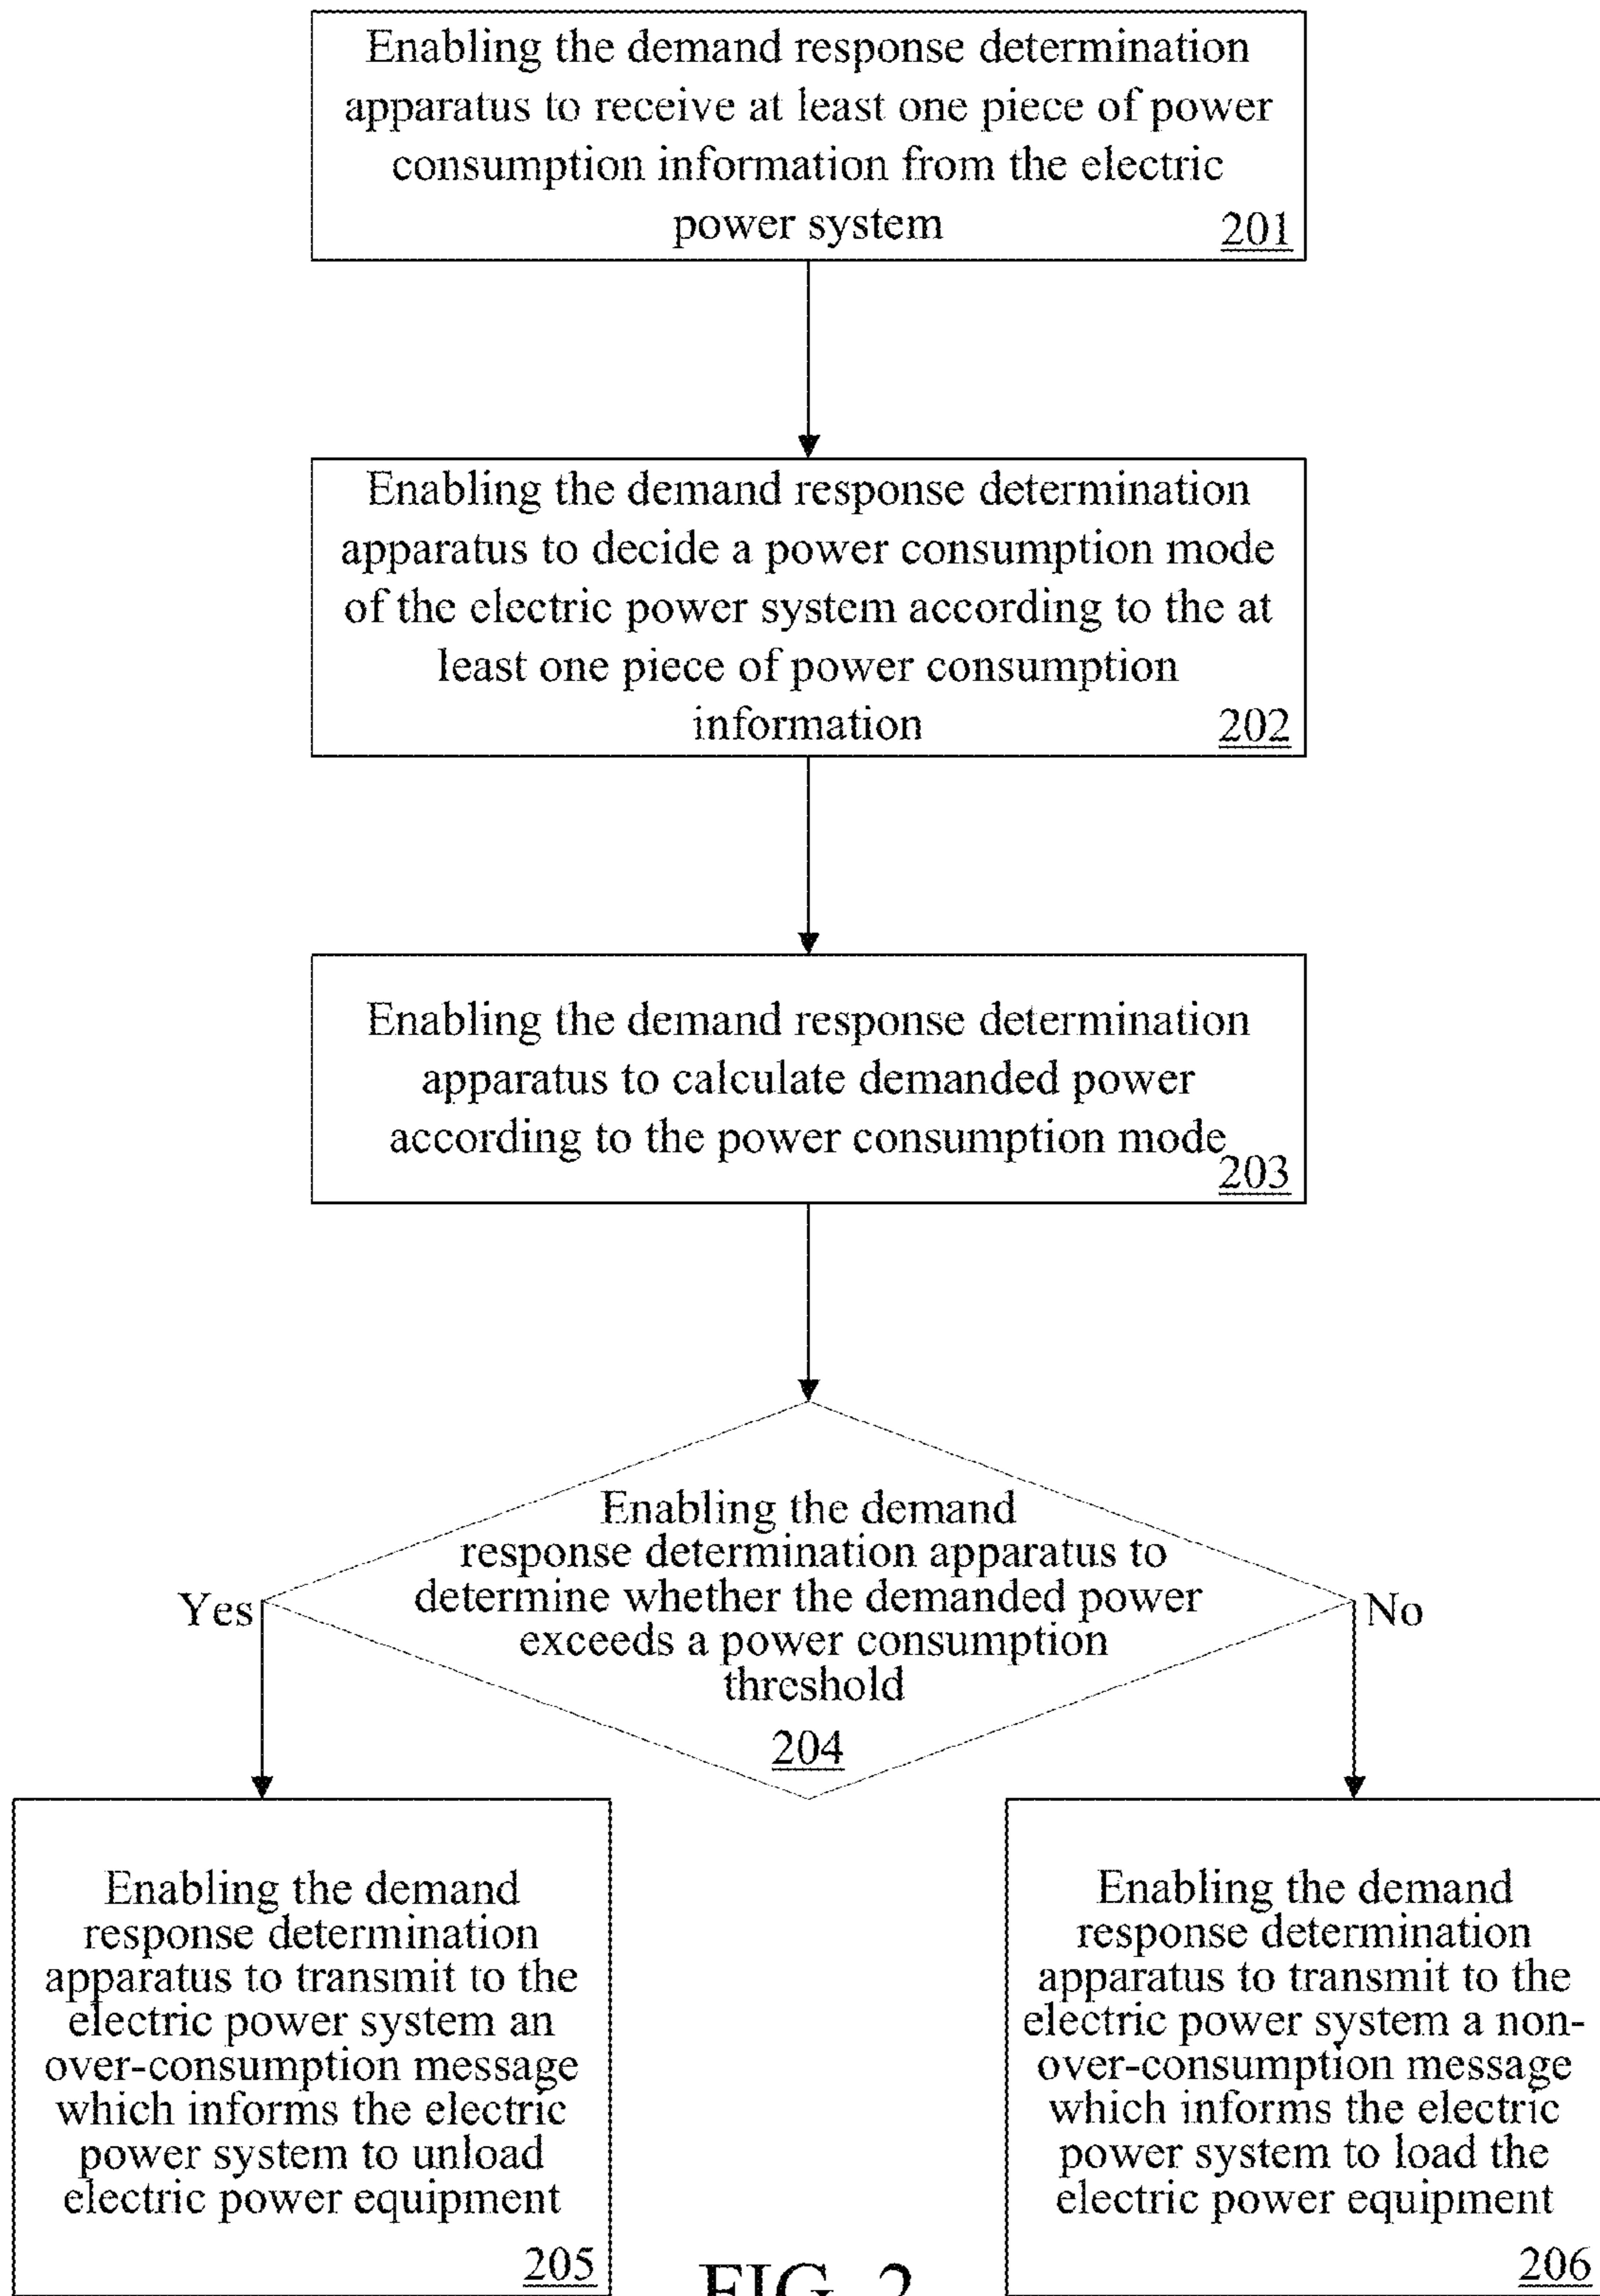 Enabling the demand response determination
apparatus to receive at least one piece of power
consumption information from the electric
power system
201
Enabling the demand response determination
apparatus to decide a power consumption mode
of the electric power system according to the at
least one piece of power consumption
information
202
Enabling the demand response determination
apparatus to calculate demanded power
according to the power consumption mode
203
Enabling the demand
response determination apparatus to
determine whether the demanded power
exceeds a power consumption
threshold
204
Yes
No
Enabling the demand
response determination
apparatus to transmit to the
electric power system an
over-consumption message
which informs the electric
power system to unload
electric power equipment
205
Enabling the demand
response determination
apparatus to transmit to the
electric power system a non-
over-consumption message
which informs the electric
power system to load the
electric power equipment
206
FIG. 2